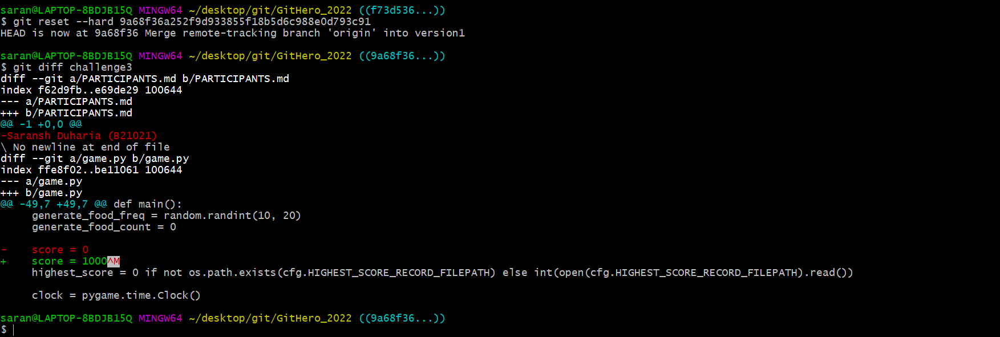 saran@LAPTOP-8BDJB15Q MINGW64 ~/desktop/git/GitHero_2022 ((f73d536...))
$ git reset --hard 9a68f36a252f9d933855f18b5d6c988e0d793c91
HEAD is now at 9a68f36 Merge remote-tracking branch 'origin' into version1
saran@LAPTOP-8BDJB15Q MINGW64 ~/desktop/git/GitHero_2022 ((9a68f36...))
$ git diff challenge3
diff --git a/PARTICIPANTS.md b/PARTICIPANTS.md
index f62d9fb..e69de29 100644
--- a/PARTICIPANTS.md
+++ b/PARTICIPANTS.md
@@ -1 +0,0 @@
-Saransh Duharia (B21021)
\ No newline at end of file
diff --git a/game.py b/game.py
index ffe8f02..be11061 100644
--- a/game.py
+++ b/game.py
@@ -49,7 +49,7 @@ def main():
     generate_food_freq = random.randint(10, 20)
     generate_food_count = 0
-    score = 0
+    score = 1000^M
     highest_score = 0 if not os.path.exists(cfg.HIGHEST_SCORE_RECORD_FILEPATH) else int(open(cfg.HIGHEST_SCORE_RECORD_FILEPATH).read())
     clock = pygame.time.Clock()
saran@LAPTOP-8BDJB15Q MINGW64 ~/desktop/git/GitHero_2022 ((9a68f36...))
$